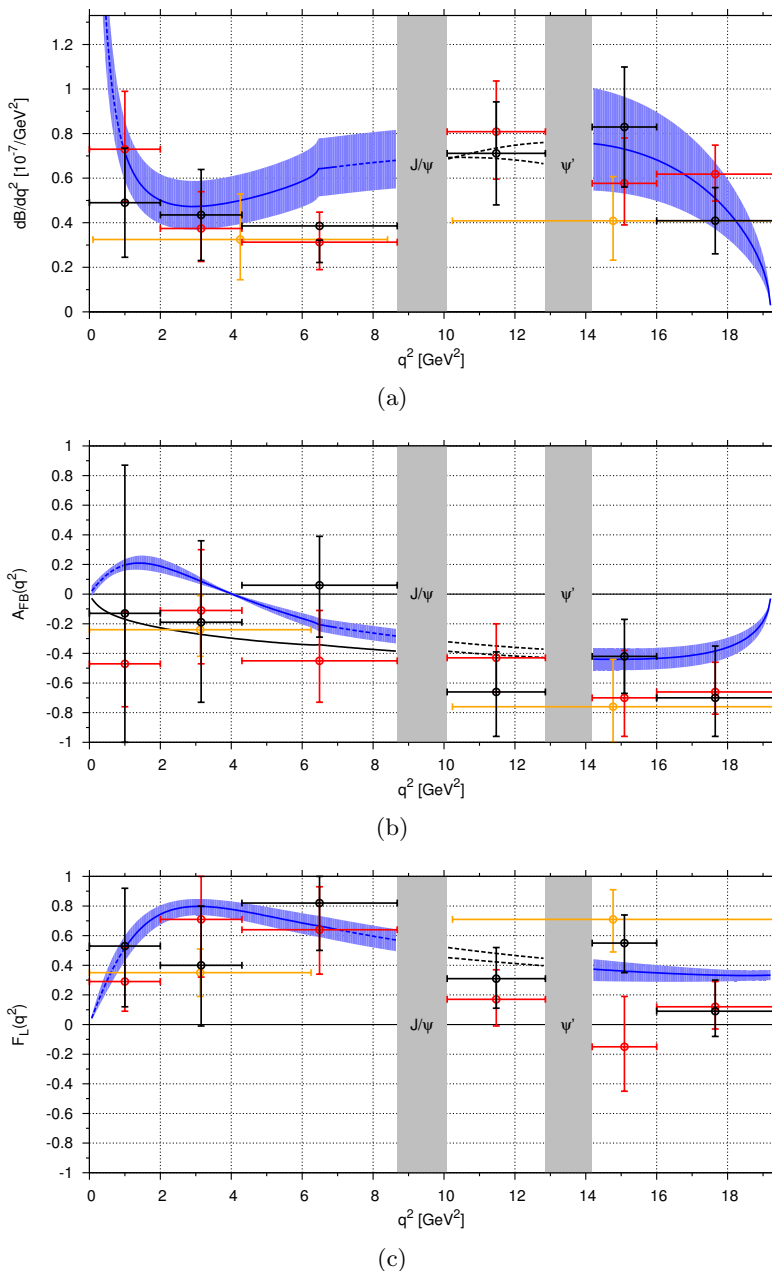 1.2
1
0.8
0.6
0.4
0.2
0
dB/dq² [10⁻⁷/GeV²]
J/ψ
ψ'
0 2 4 6 8 10 12 14 16 18
q² [GeV²]
(a)
1
0.8
0.6
0.4
0.2
0
-0.2
-0.4
-0.6
-0.8
-1
A_FB(q²)
J/ψ
ψ'
0 2 4 6 8 10 12 14 16 18
q² [GeV²]
(b)
1
0.8
0.6
0.4
0.2
0
-0.2
-0.4
-0.6
-0.8
-1
F_L(q²)
J/ψ
ψ'
0 2 4 6 8 10 12 14 16 18
q² [GeV²]
(c)